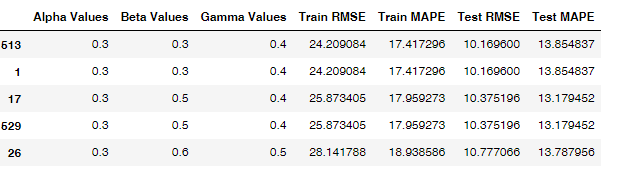 Alpha Values Beta Values Gamma Values Train RMSE Train MAPE Test RMSE Test MAPE
513 0.3 0.3 0.4 24.209084 17.417296 10.169600 13.854837
1 0.3 0.3 0.4 24.209084 17.417296 10.169600 13.854837
17 0.3 0.5 0.4 25.873405 17.959273 10.375196 13.179452
529 0.3 0.5 0.4 25.873405 17.959273 10.375196 13.179452
26 0.3 0.6 0.5 28.141788 18.938586 10.777066 13.787956